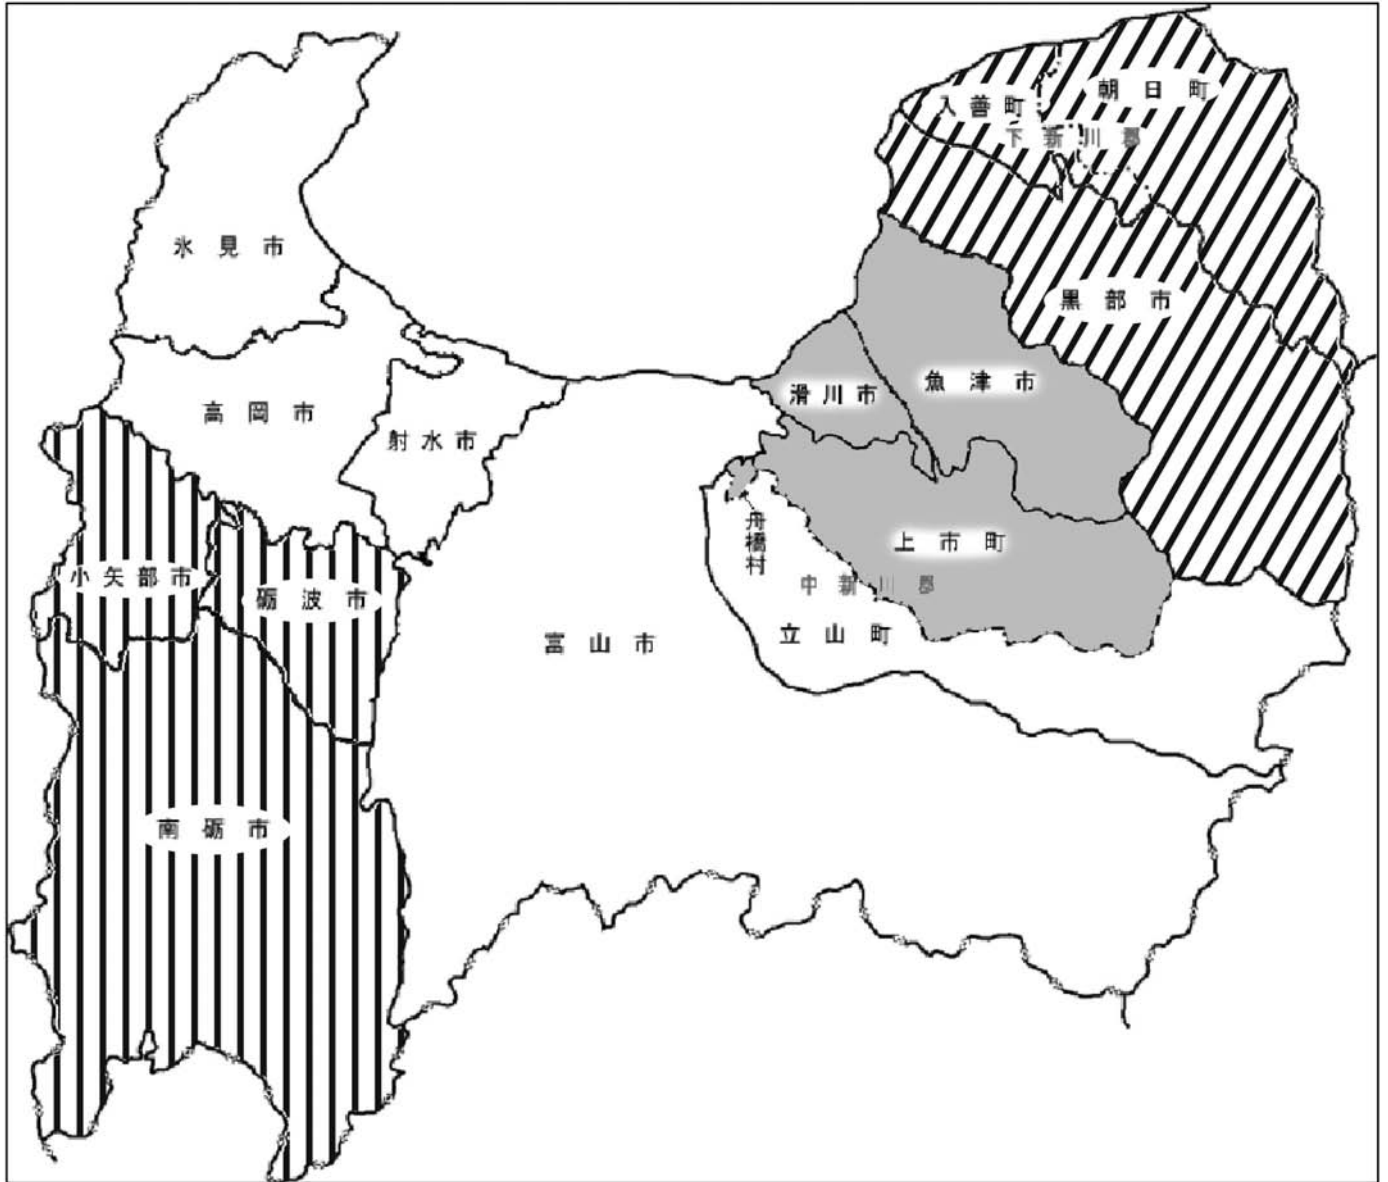 朝日町
入善町
下新川郡
氷見市
黒部市
魚津市
滑川市
高岡市
射水市
舟橋村
上市町
小矢部市
砺波市
中新川郡
立山町
富山市
南砺市